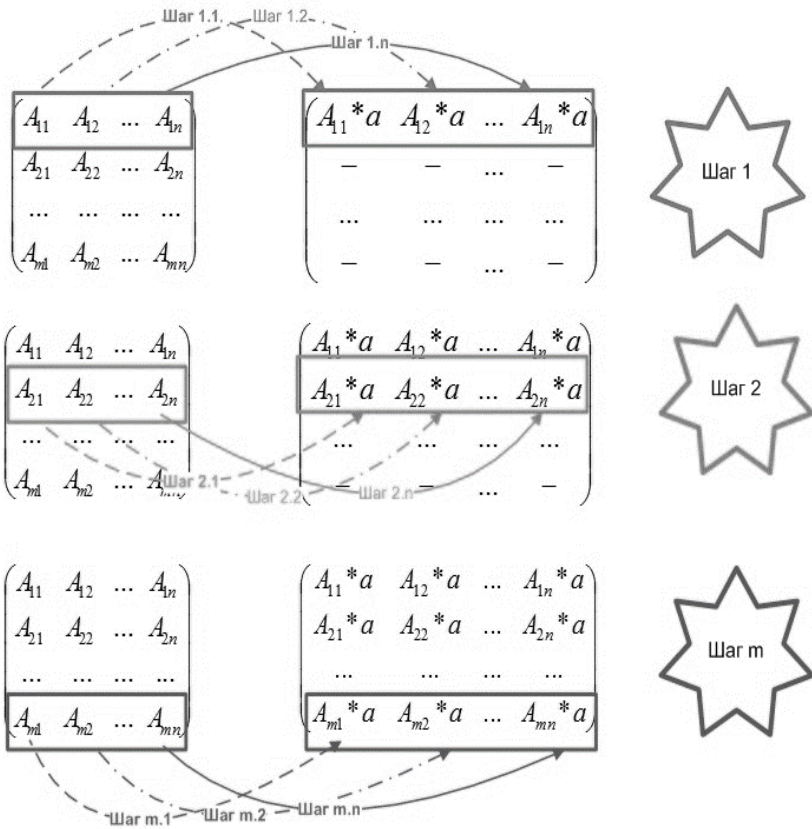 Шаг 1.1 Шаг 1.2
Шаг 1.n
A11 A12 ... A1n A11*a A12*a ... A1n*a
A21 A22 ... A2n – – ... –
Шаг 1
... ... ... ... ... ... ... ...
Am1 Am2 ... Amn – – ... –
A11 A12 ... A1n A11*a A12*a ... A1n*a
A21 A22 ... A2n A21*a A22*a ... A2n*a
Шаг 2
... ... ... ... ... ... ... ...
Am1 Am2 ... Amn – – ... –
Шаг 2.1 Шаг 2.2 Шаг 2.n
A11 A12 ... A1n A11*a A12*a ... A1n*a
A21 A22 ... A2n A21*a A22*a ... A2n*a
Шаг m
... ... ... ... ... ... ... ...
Am1 Am2 ... Amn Am1*a Am2*a ... Amn*a
Шаг m.1 Шаг m.2 Шаг m.n